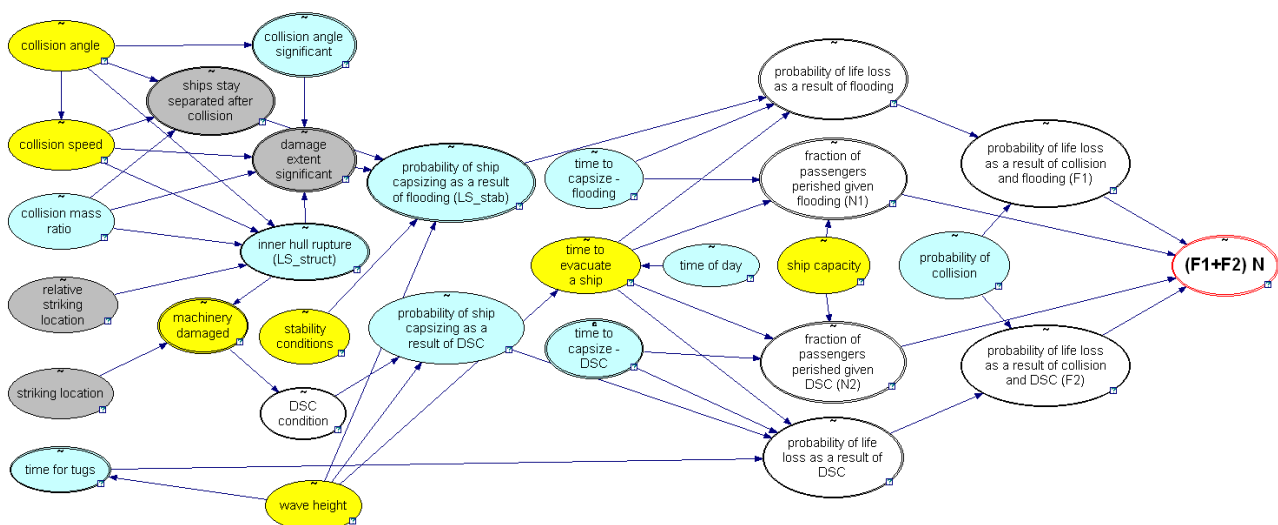 collision angle
collision angle
significant
ships stay
separated after
collision
collision speed
damage
extent
significant
probability of ship
capsizing as a result
of flooding (LS_stab)
collision mass
ratio
inner hull rupture
(LS_struct)
relative
striking
location
machinery
damaged
stability
conditions
striking location
DSC
condition
probability of ship
capsizing as a
result of DSC
time for tugs
wave height
probability of life loss
as a result of flooding
time to
capsize -
flooding
fraction of
passengers
perished given
flooding (N1)
probability of life loss
as a result of collision
and flooding (F1)
time to
evacuate
a ship
time of day
ship capacity
probability of
collision
(F1+F2) N
time to
capsize -
DSC
fraction of
passengers
perished given
DSC (N2)
probability of life loss
as a result of collision
and DSC (F2)
probability of life
loss as a result of
DSC